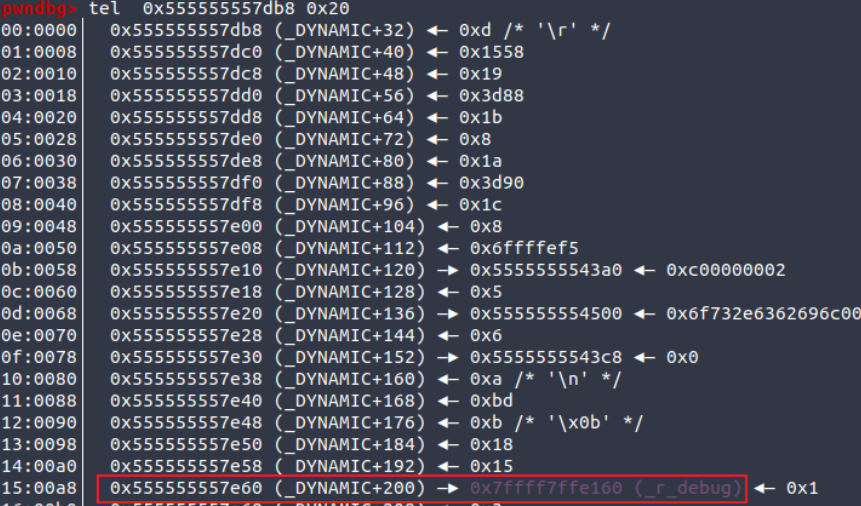 pwndbg> tel  0x555555557db8 0x20
00:0000│  0x555555557db8 (_DYNAMIC+32) ◂— 0xd /* '\r' */
01:0008│  0x555555557dc0 (_DYNAMIC+40) ◂— 0x1558
02:0010│  0x555555557dc8 (_DYNAMIC+48) ◂— 0x19
03:0018│  0x555555557dd0 (_DYNAMIC+56) ◂— 0x3d88
04:0020│  0x555555557dd8 (_DYNAMIC+64) ◂— 0x1b
05:0028│  0x555555557de0 (_DYNAMIC+72) ◂— 0x8
06:0030│  0x555555557de8 (_DYNAMIC+80) ◂— 0x1a
07:0038│  0x555555557df0 (_DYNAMIC+88) ◂— 0x3d90
08:0040│  0x555555557df8 (_DYNAMIC+96) ◂— 0x1c
09:0048│  0x555555557e00 (_DYNAMIC+104) ◂— 0x8
0a:0050│  0x555555557e08 (_DYNAMIC+112) ◂— 0x6ffffef5
0b:0058│  0x555555557e10 (_DYNAMIC+120) —▸ 0x5555555543a0 ◂— 0xc00000002
0c:0060│  0x555555557e18 (_DYNAMIC+128) ◂— 0x5
0d:0068│  0x555555557e20 (_DYNAMIC+136) —▸ 0x555555554500 ◂— 0x6f732e6362696c00
0e:0070│  0x555555557e28 (_DYNAMIC+144) ◂— 0x6
0f:0078│  0x555555557e30 (_DYNAMIC+152) —▸ 0x5555555543c8 ◂— 0x0
10:0080│  0x555555557e38 (_DYNAMIC+160) ◂— 0xa /* '\n' */
11:0088│  0x555555557e40 (_DYNAMIC+168) ◂— 0xbd
12:0090│  0x555555557e48 (_DYNAMIC+176) ◂— 0xb /* '\x0b' */
13:0098│  0x555555557e50 (_DYNAMIC+184) ◂— 0x18
14:00a0│  0x555555557e58 (_DYNAMIC+192) ◂— 0x15
15:00a8│  0x555555557e60 (_DYNAMIC+200) —▸ 0x7ffff7ffe160 (_r_debug) ◂— 0x1